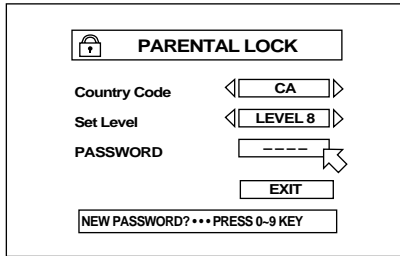 PARENTAL LOCK
Country Code CA
Set Level LEVEL 8
PASSWORD – – – –
EXIT
NEW PASSWORD? • • • PRESS 0~9 KEY